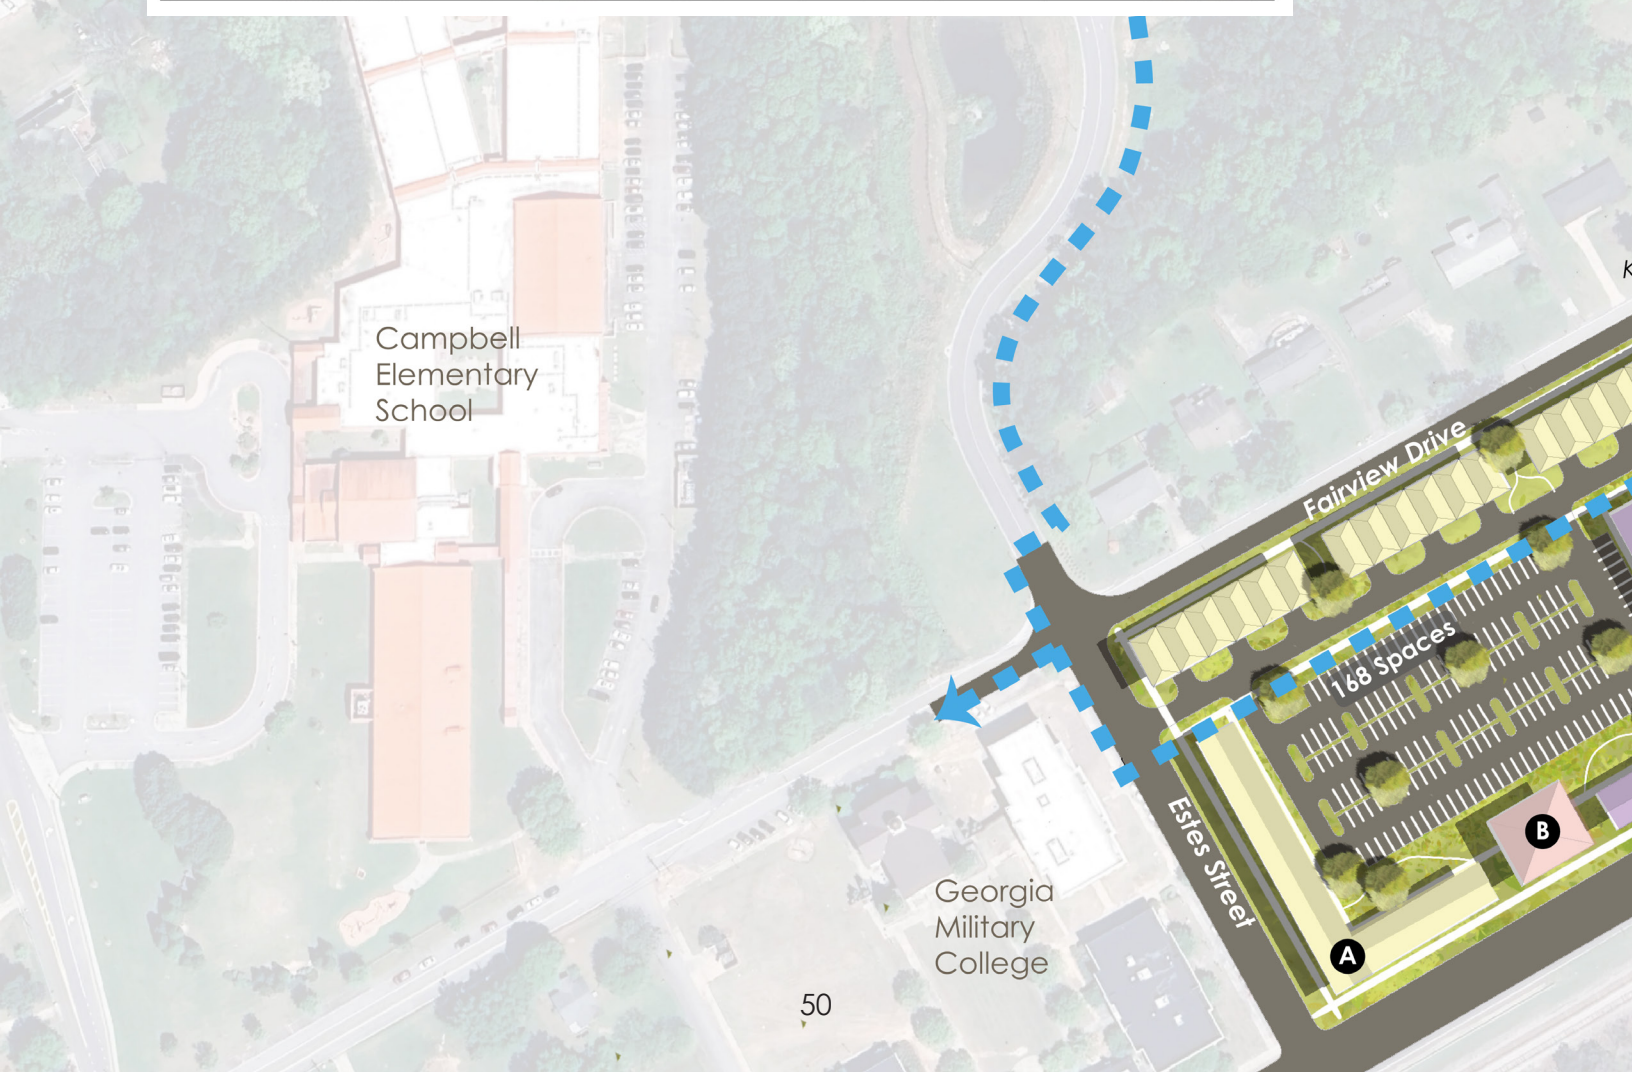 Campbell
Elementary
School
K
Fairview Drive
168 Spaces
Estes Street
B
A
Georgia
Military
College
50